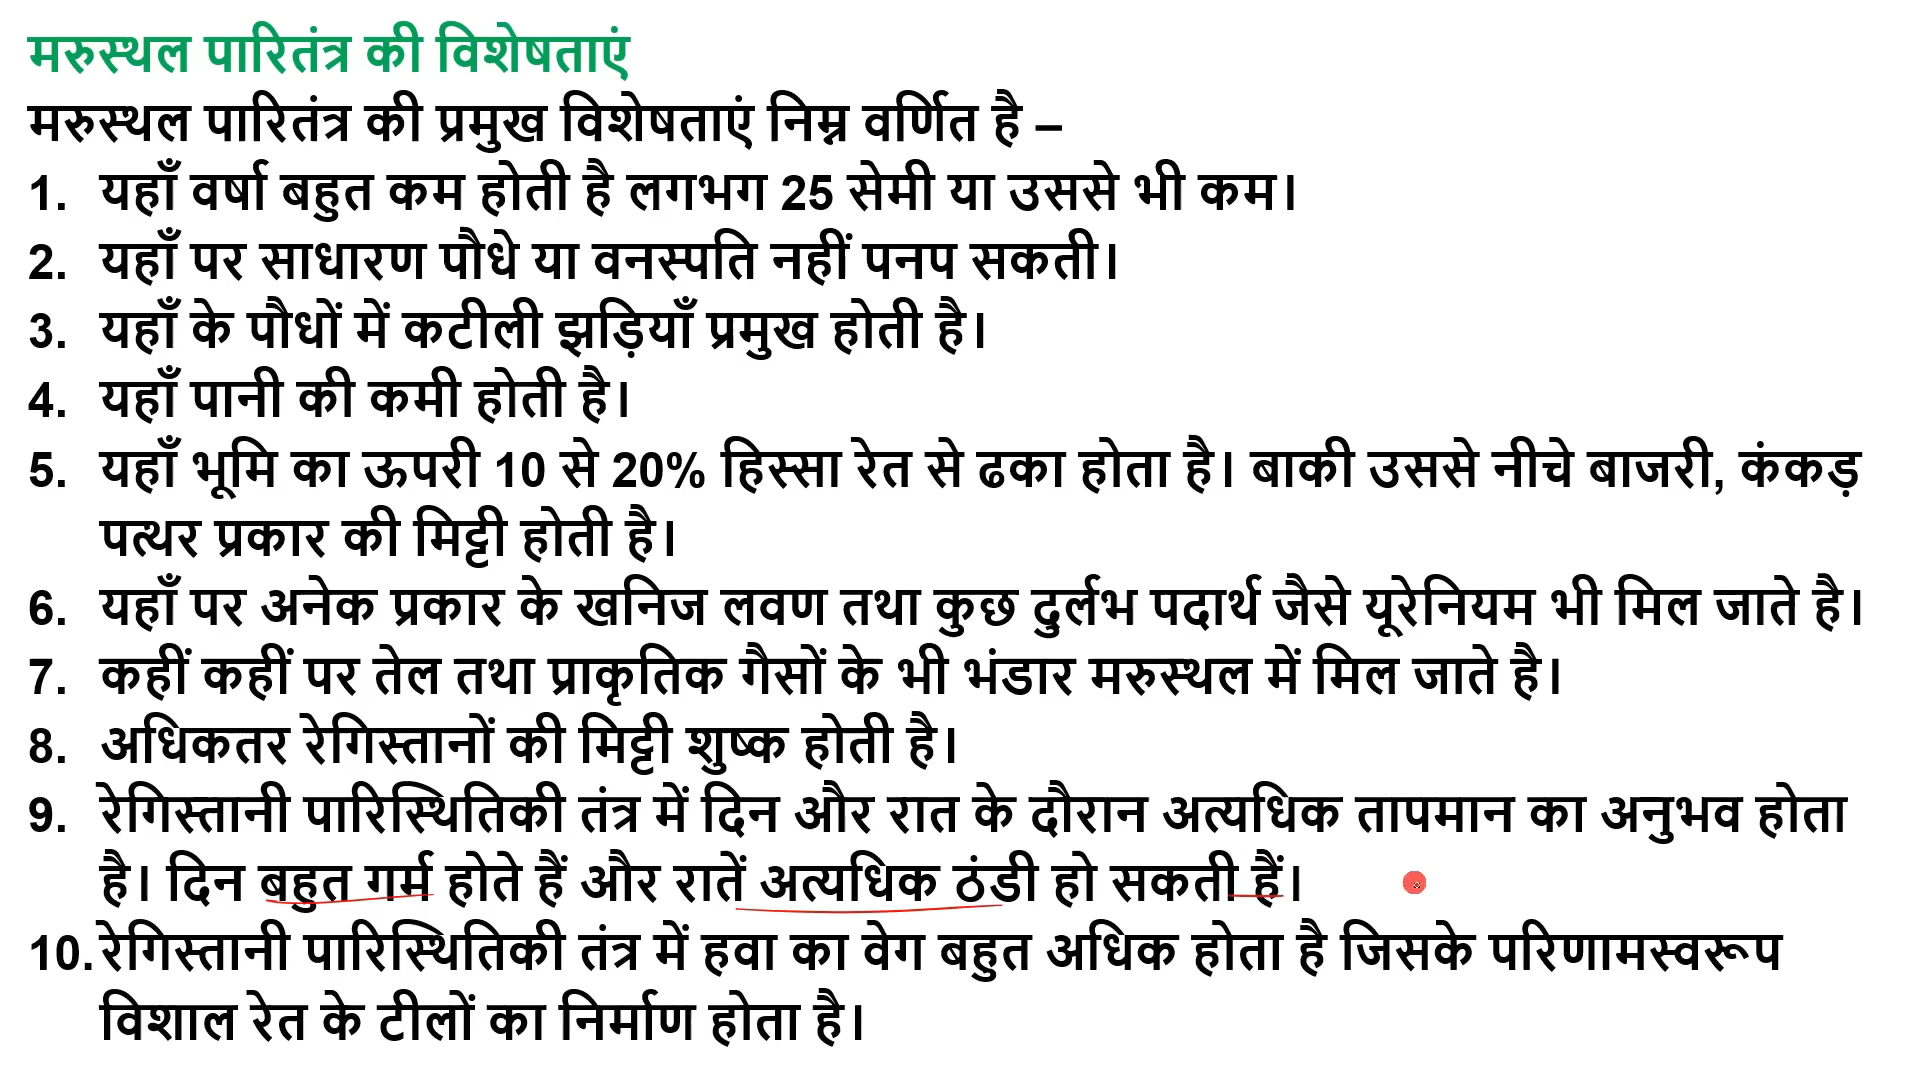 मरुस्थल पारितंत्र की विशेषताएं
मरुस्थल पारितंत्र की प्रमुख विशेषताएं निम्न वर्णित है –
1. यहाँ वर्षा बहुत कम होती है लगभग 25 सेमी या उससे भी कम।
2. यहाँ पर साधारण पौधे या वनस्पति नहीं पनप सकती।
3. यहाँ के पौधों में कटीली झड़ियाँ प्रमुख होती है।
4. यहाँ पानी की कमी होती है।
5. यहाँ भूमि का ऊपरी 10 से 20% हिस्सा रेत से ढका होता है। बाकी उससे नीचे बाजरी, कंकड़
पत्थर प्रकार की मिट्टी होती है।
6. यहाँ पर अनेक प्रकार के खनिज लवण तथा कुछ दुर्लभ पदार्थ जैसे यूरेनियम भी मिल जाते है।
7. कहीं कहीं पर तेल तथा प्राकृतिक गैसों के भी भंडार मरुस्थल में मिल जाते है।
8. अधिकतर रेगिस्तानों की मिट्टी शुष्क होती है।
9. रेगिस्तानी पारिस्थितिकी तंत्र में दिन और रात के दौरान अत्यधिक तापमान का अनुभव होता
है। दिन बहुत गर्म होते हैं और रातें अत्यधिक ठंडी हो सकती हैं।
10. रेगिस्तानी पारिस्थितिकी तंत्र में हवा का वेग बहुत अधिक होता है जिसके परिणामस्वरूप
विशाल रेत के टीलों का निर्माण होता है।